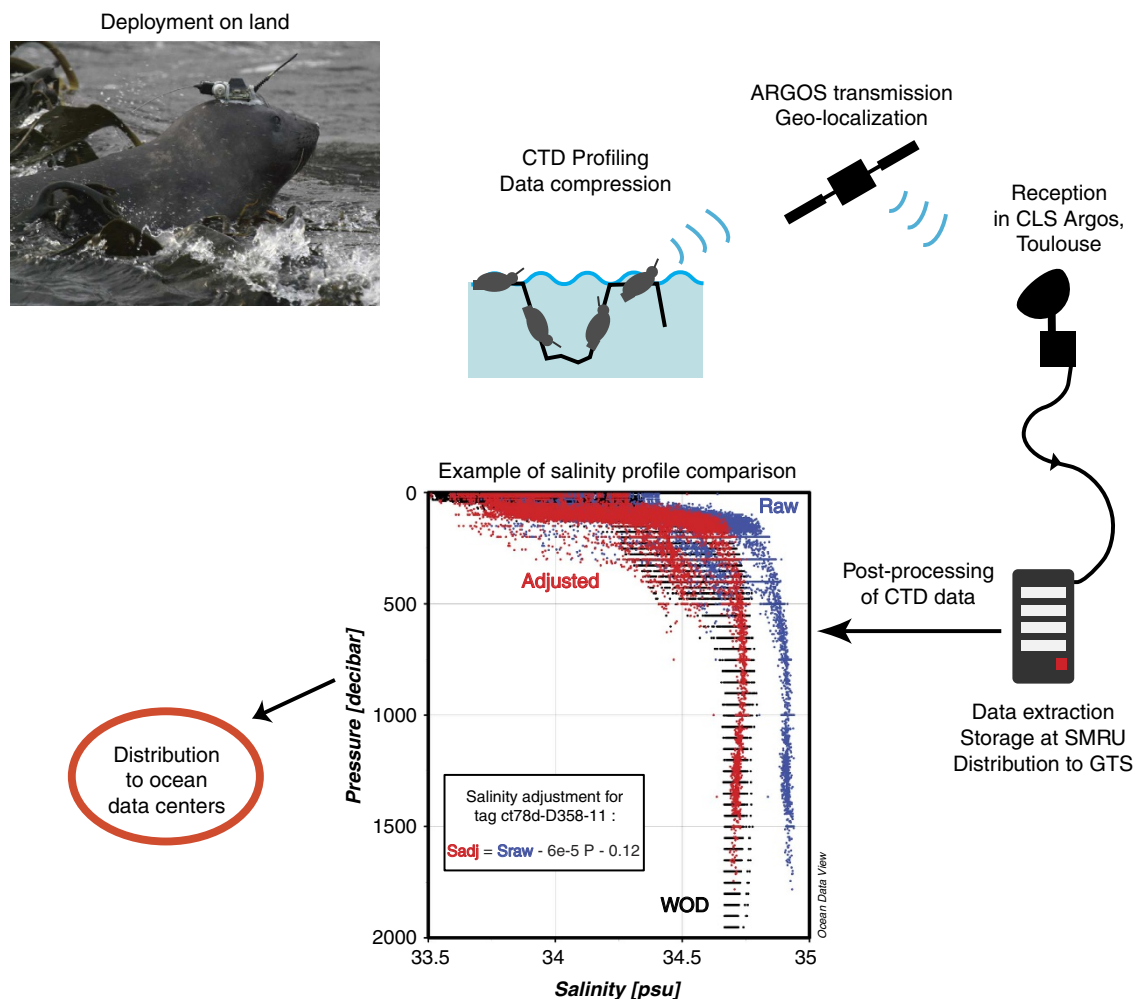 Deployment on land
ARGOS transmission
Geo-localization
CTD Profiling
Data compression
Reception
in CLS Argos,
Toulouse
Example of salinity profile comparison
0
500
1000
1500
2000
33.5
34
34.5
35
Pressure [decibar]
Salinity [psu]
Raw
Adjusted
WOD
Salinity adjustment for
tag ct78d-D358-11 :
Sadj = Sraw - 6e-5 P - 0.12
Ocean Data View
Post-processing
of CTD data
Data extraction
Storage at SMRU
Distribution to GTS
Distribution
to ocean
data centers